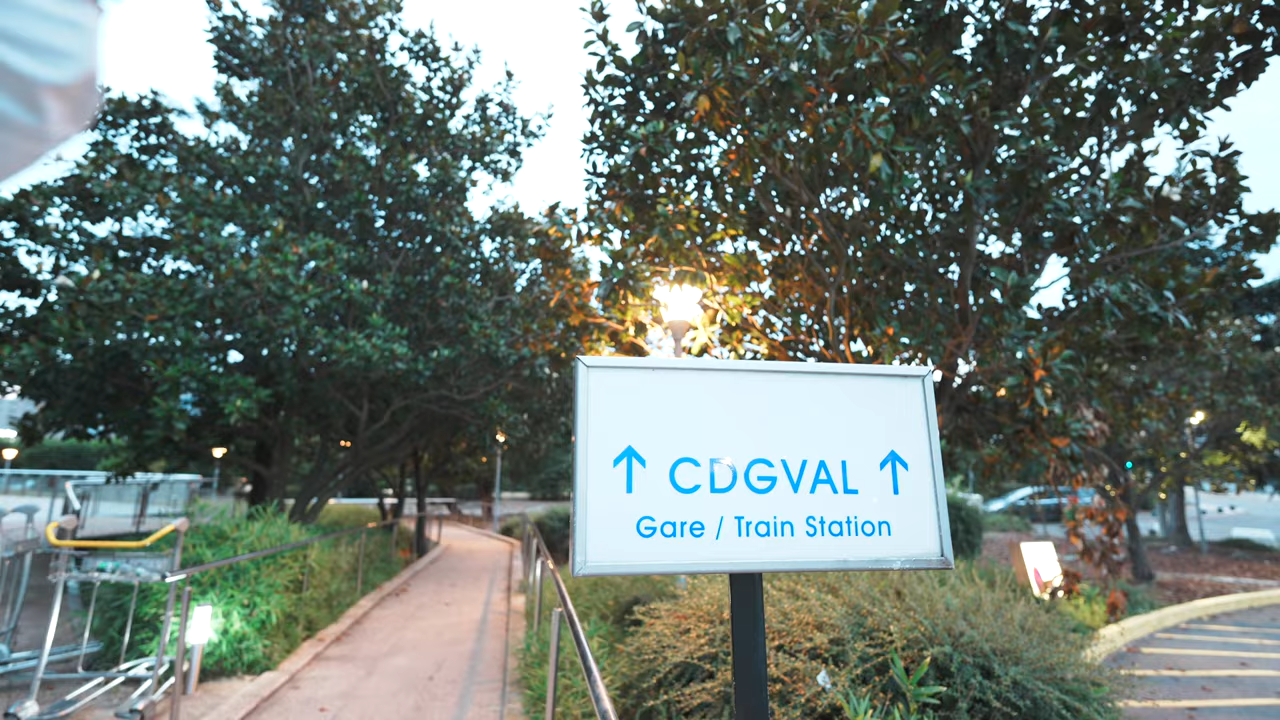 ↑ CDGVAL ↑
Gare / Train Station